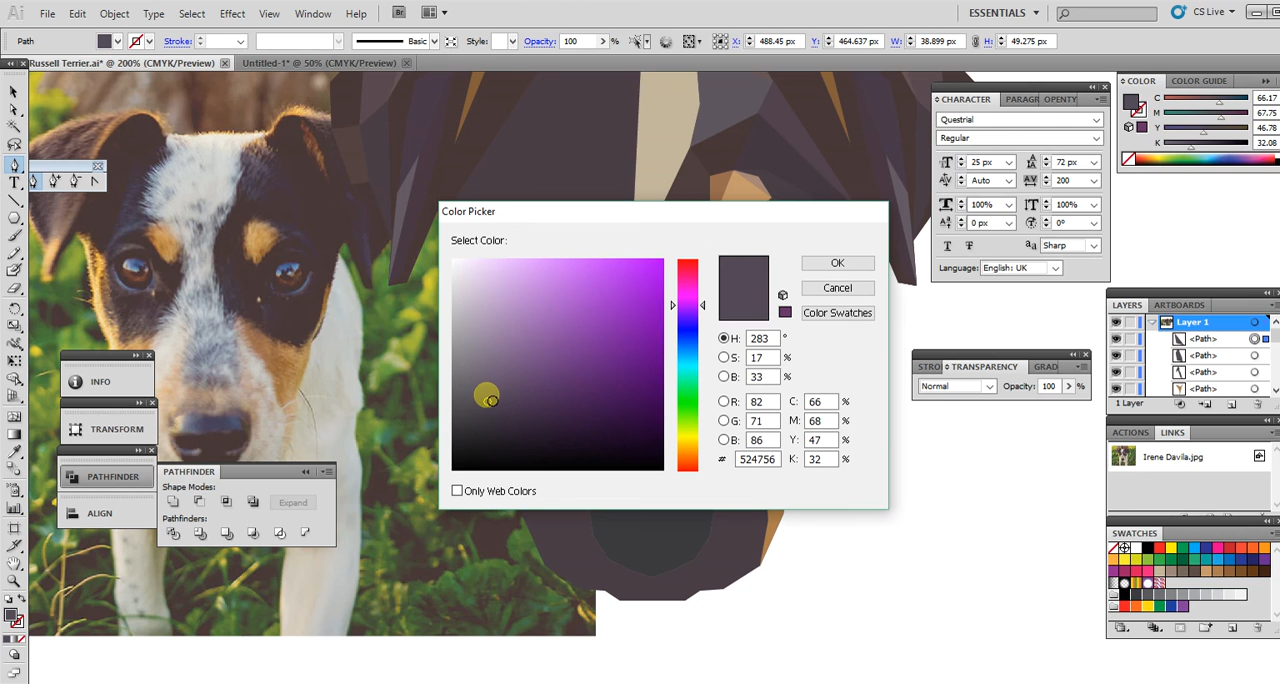 Ai File Edit Object Type Select Effect View Window Help Br ESSENTIALS CS Live
Path Stroke: Basic Style: Opacity: 100 X: 488.45 px Y: 464.637 px W: 38.899 px H: 49.275 px
Russell Terrier.ai* @ 200% (CMYK/Preview) Untitled-1* @ 50% (CMYK/Preview)
COLOR COLOR GUIDE
C 66.17
M 67.75
Y 46.78
K 32.08
CHARACTER PARAGR OPENTY
Questrial
Regular
25 px 72 px
Auto 200
100% 100%
0 px 0°
T Ŧ aa Sharp
Language: English: UK
Color Picker
Select Color:
OK
Cancel
Color Swatches
H: 283 °
S: 17 %
B: 33 %
R: 82 C: 66 %
G: 71 M: 68 %
B: 86 Y: 47 %
# 524756 K: 32 %
Only Web Colors
LAYERS ARTBOARDS
Layer 1
<Path>
<Path>
<Path>
<Path>
1 Layer
STRO TRANSPARENCY GRAD
Normal Opacity: 100
ACTIONS LINKS
Irene Davila.jpg
SWATCHES
INFO
TRANSFORM
PATHFINDER
ALIGN
PATHFINDER
Shape Modes:
Expand
Pathfinders: